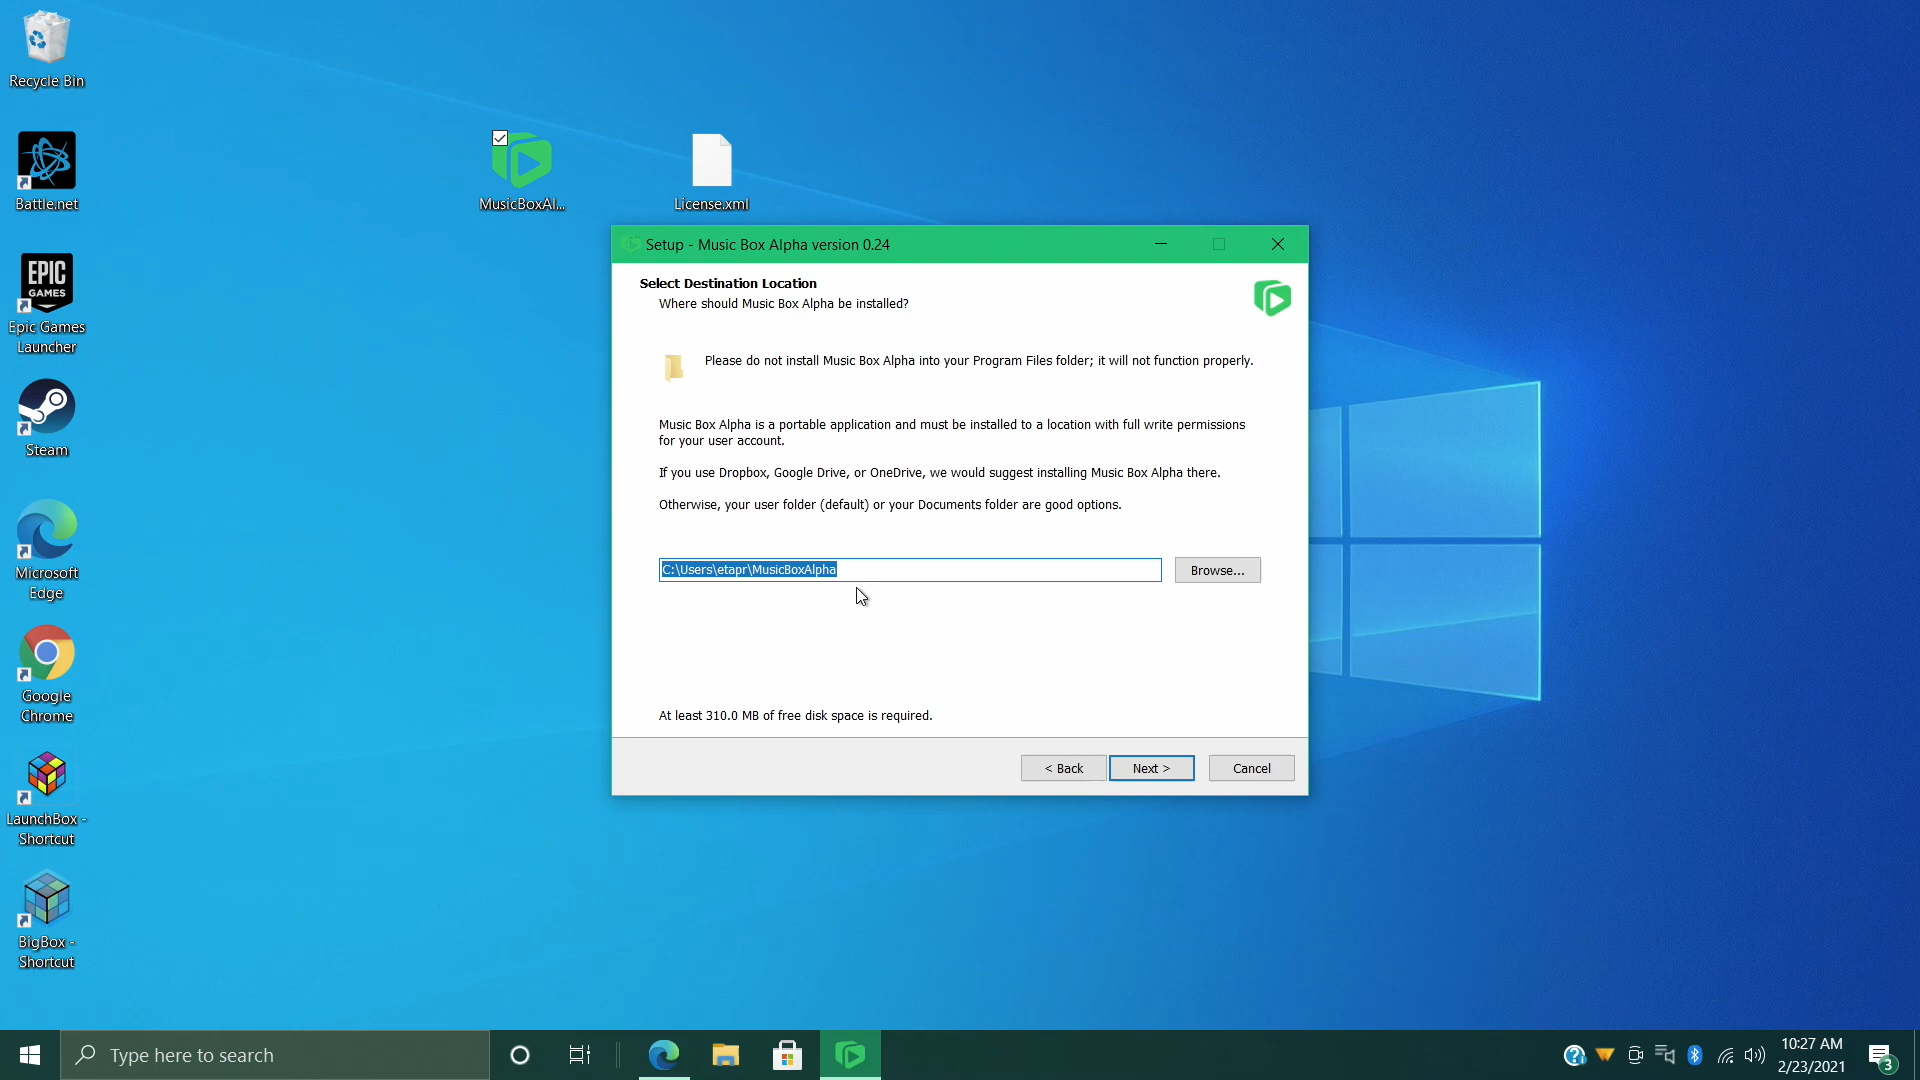 Recycle Bin
Battle.net
EPIC
GAMES
Epic Games
Launcher
Steam
Microsoft
Edge
Google
Chrome
LaunchBox -
Shortcut
BigBox -
Shortcut
MusicBoxAl...
License.xml
Setup - Music Box Alpha version 0.24
Select Destination Location
Where should Music Box Alpha be installed?
Please do not install Music Box Alpha into your Program Files folder; it will not function properly.
Music Box Alpha is a portable application and must be installed to a location with full write permissions
for your user account.
If you use Dropbox, Google Drive, or OneDrive, we would suggest installing Music Box Alpha there.
Otherwise, your user folder (default) or your Documents folder are good options.
C:\Users\etapr\MusicBoxAlpha
Browse...
At least 310.0 MB of free disk space is required.
< Back
Next >
Cancel
Type here to search
10:27 AM
2/23/2021
3